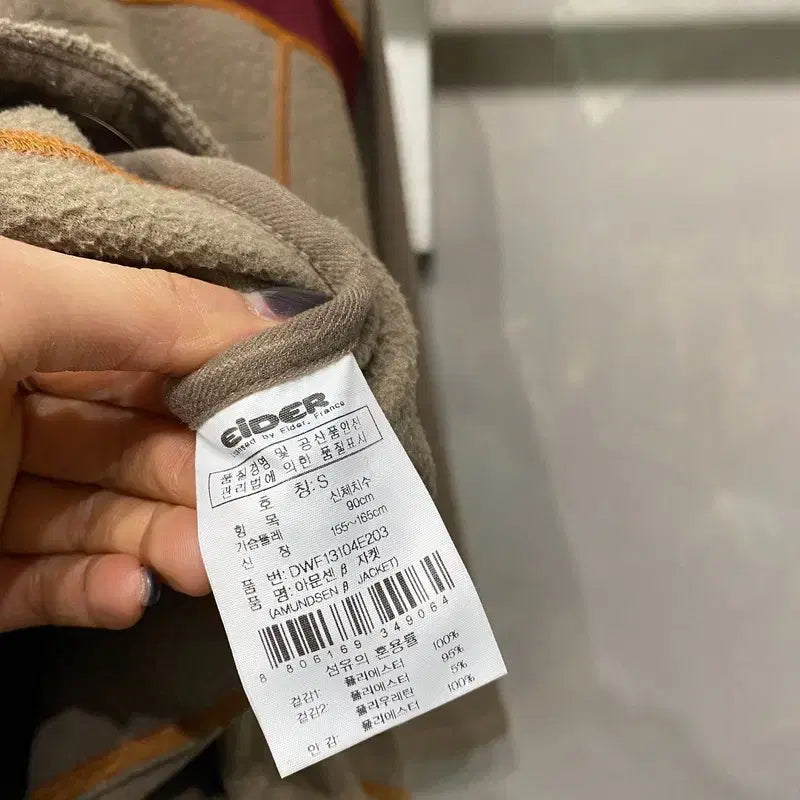 EiDER
Licensed by Eider, France
품질경영 및 공산품안전
관리법에 의한 품질표시
호 칭: S
항 목 신체치수
가슴둘레 90cm
신 장 155~165cm
품 번: DWF13104E203
품 명: 아문센 β 자켓
(AMUNDSEN β JACKET)
8 806169 349064
섬유의 혼용률
겉감1: 폴리에스터 100%
겉감2: 폴리에스터 95%
폴리우레탄 5%
안 감: 폴리에스터 100%